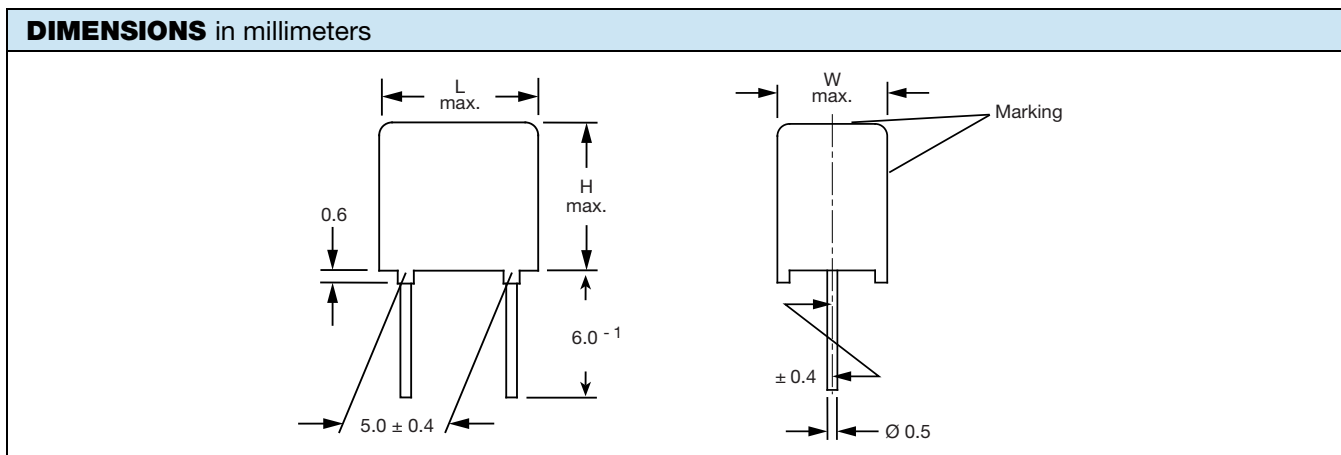 DIMENSIONS in millimeters
L
max.
W
max.
Marking
H
max.
0.6
6.0 - 1
± 0.4
5.0 ± 0.4
Ø 0.5